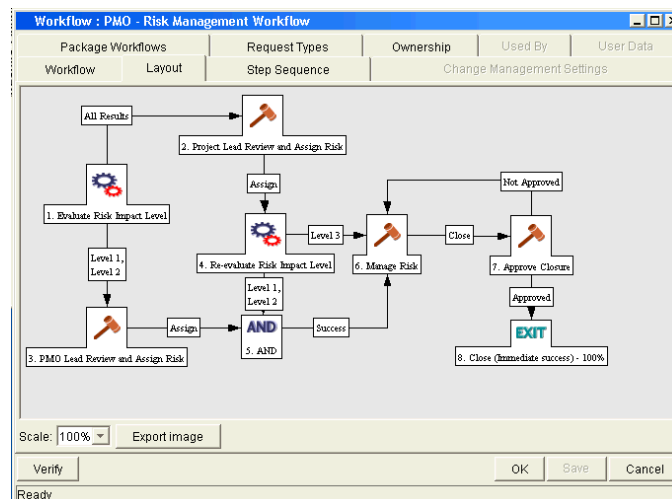 Workflow : PMO - Risk Management Workflow
Package Workflows
Request Types
Ownership
Used By
User Data
Workflow
Layout
Step Sequence
Change Management Settings
All Results
2. Project Lead Review and Assign Risk
Assign
Not Approved
1. Evaluate Risk Impact Level
Level 3
Close
4. Re-evaluate Risk Impact Level
6. Manage Risk
7. Approve Closure
Level 1,
Level 2
Level 1,
Level 2
Approved
Assign
AND
Success
EXIT
5. AND
3. PMO Lead Review and Assign Risk
8. Close (Immediate success) - 100%
Scale: 100%
Export image
Verify
OK
Save
Cancel
Ready